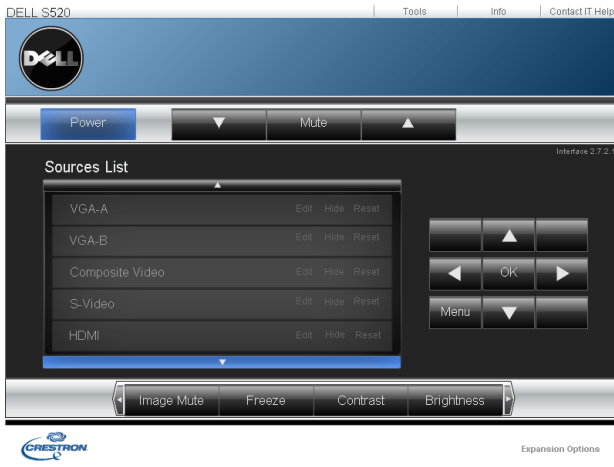 DELL S520
Tools
Info
Contact IT Help
DELL
Power
Mute
Interface 2.7.2.1
Sources List
VGA-A Edit Hide Reset
VGA-B Edit Hide Reset
Composite Video Edit Hide Reset
S-Video Edit Hide Reset
HDMI Edit Hide Reset
OK
Menu
Image Mute
Freeze
Contrast
Brightness
CRESTRON
Expansion Options